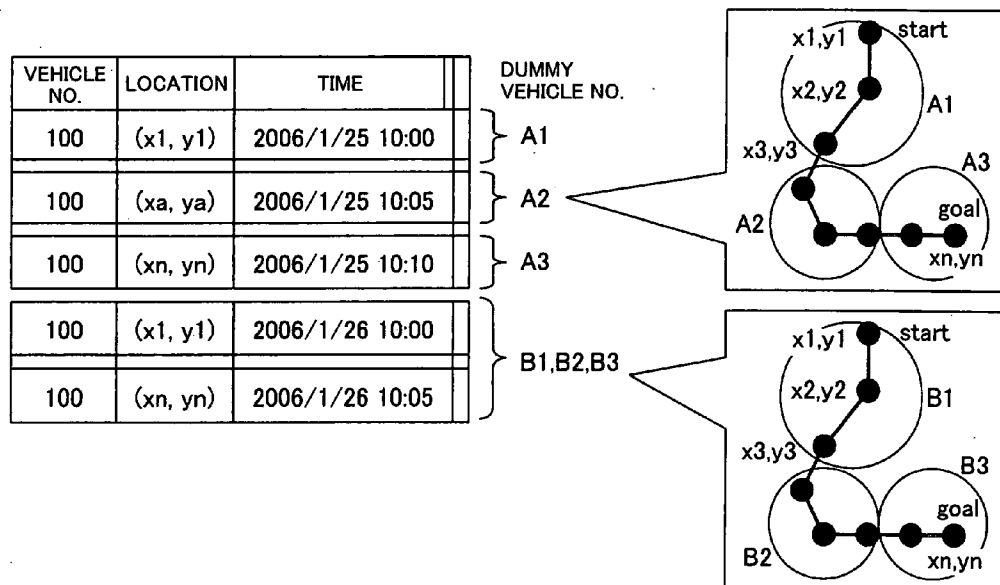 VEHICLE NO.
LOCATION
TIME
DUMMY VEHICLE NO.
100 (x1, y1) 2006/1/25 10:00 A1
100 (xa, ya) 2006/1/25 10:05 A2
100 (xn, yn) 2006/1/25 10:10 A3
100 (x1, y1) 2006/1/26 10:00
B1,B2,B3
100 (xn, yn) 2006/1/26 10:05
x1,y1 start
x2,y2 A1
x3,y3
A3
A2 goal
xn,yn
x1,y1 start
x2,y2 B1
x3,y3
B3
goal
B2 xn,yn